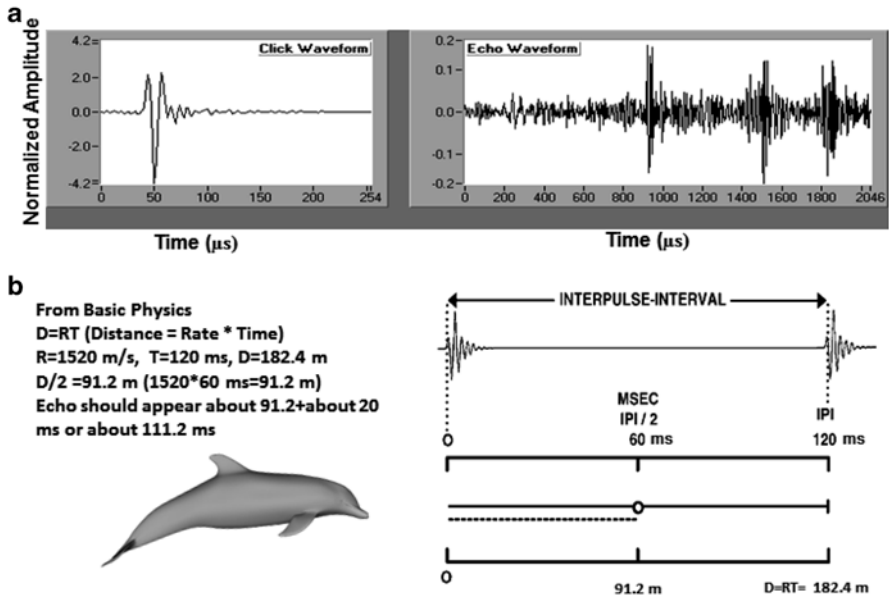 a
Normalized Amplitude
Click Waveform
4.2
2.0
0.0
-2.0
-4.2
0 50 100 150 200 254
Time (µs)
Echo Waveform
0.2
0.1
0.0
-0.1
-0.2
0 200 400 600 800 1000 1200 1400 1600 1800 2046
Time (µs)
b
From Basic Physics
D=RT (Distance = Rate * Time)
R=1520 m/s, T=120 ms, D=182.4 m
D/2 =91.2 m (1520*60 ms=91.2 m)
Echo should appear about 91.2+about 20
ms or about 111.2 ms
INTERPULSE-INTERVAL
MSEC
IPI / 2 IPI
0 60 ms 120 ms
0 91.2 m D=RT= 182.4 m